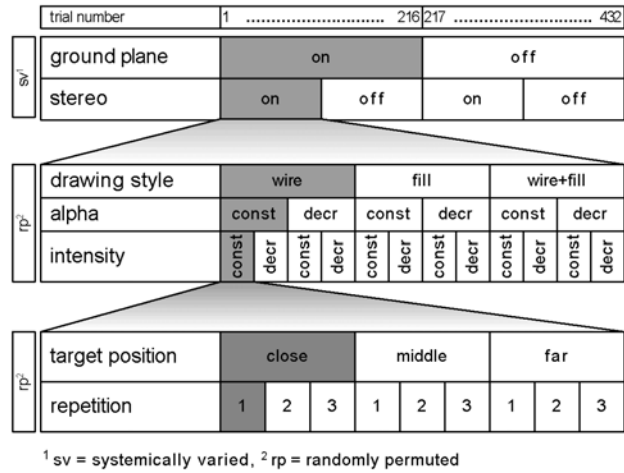 trial number 1 ........................ 216 217 ........................ 432
sv¹
ground plane on off
stereo on off on off
rp²
drawing style wire fill wire+fill
alpha const decr const decr const decr
intensity const decr const decr const decr const decr const decr const decr
rp²
target position close middle far
repetition 1 2 3 1 2 3 1 2 3
¹ sv = systemically varied, ² rp = randomly permuted